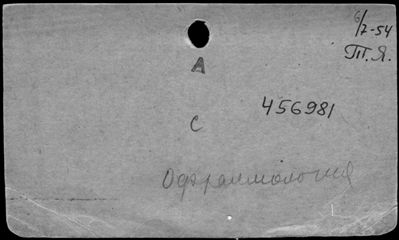 6/7-54
Т.Я.
А
456981
С
Офтальмология